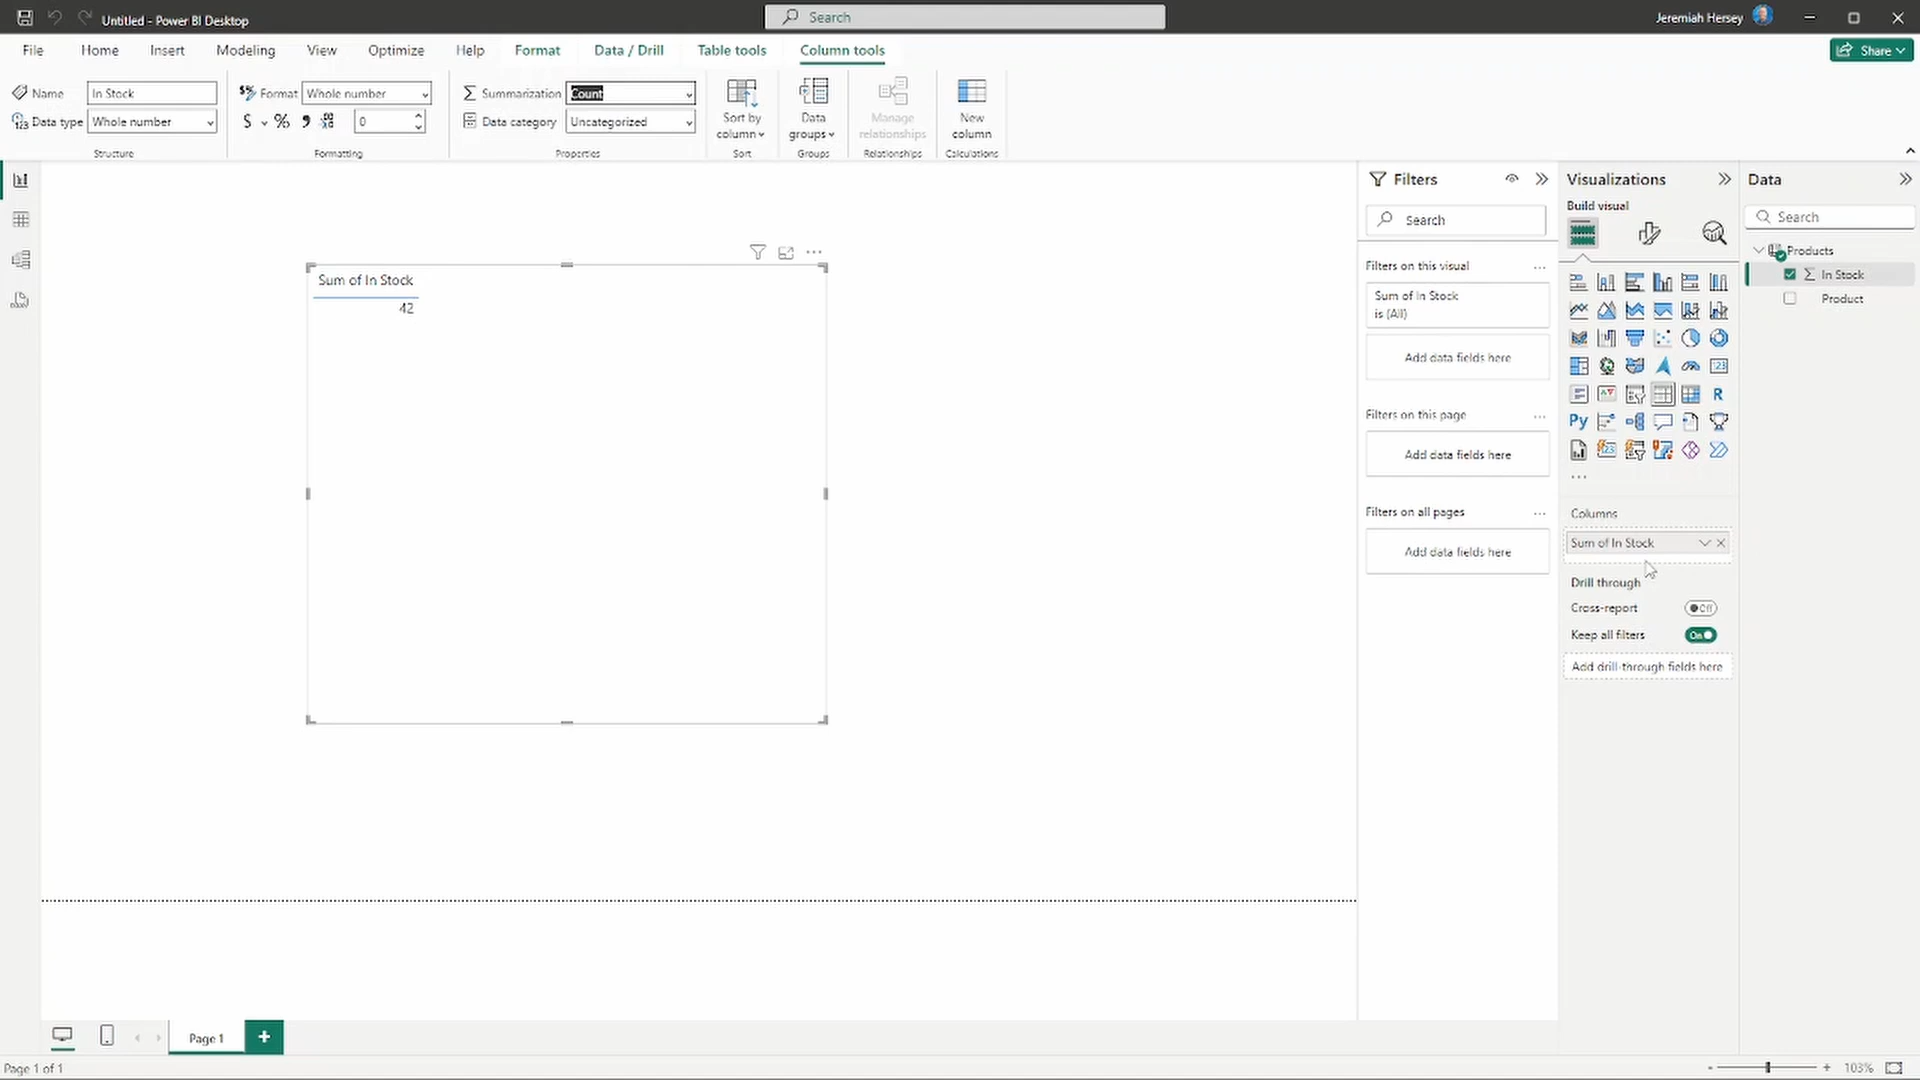 Untitled - Power BI Desktop
Search
Jeremiah Hersey
File
Home
Insert
Modeling
View
Optimize
Help
Format
Data / Drill
Table tools
Column tools
Share
Name
In Stock
Data type
Whole number
Structure
Format
Whole number
$
%
0
Formatting
Summarization
Count
Data category
Uncategorized
Properties
Sort by
column
Sort
Data
groups
Groups
Manage
relationships
Relationships
New
column
Calculations
Sum of In Stock
42
Filters
Search
Filters on this visual
...
Sum of In Stock
is (All)
Add data fields here
Filters on this page
...
Add data fields here
Filters on all pages
...
Add data fields here
Visualizations
Build visual
123
R
Py
...
Columns
Sum of In Stock
Drill through
Cross-report
Off
Keep all filters
On
Add drill-through fields here
Data
Search
Products
In Stock
Product
Page 1
Page 1 of 1
103%